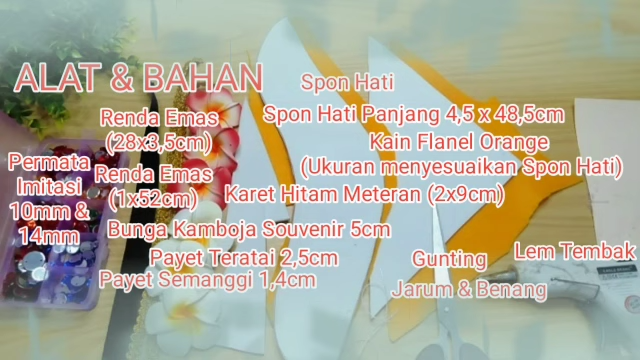 ALAT & BAHAN
Spon Hati
Renda Emas
(28x3,5cm)
Spon Hati Panjang 4,5 x 48,5cm
Kain Flanel Orange
(Ukuran menyesuaikan Spon Hati)
Permata
Imitasi
10mm &
14mm
Renda Emas
(1x52cm)
Karet Hitam Meteran (2x9cm)
Bunga Kamboja Souvenir 5cm
Payet Teratai 2,5cm
Payet Semanggi 1,4cm
Gunting
Lem Tembak
Jarum & Benang